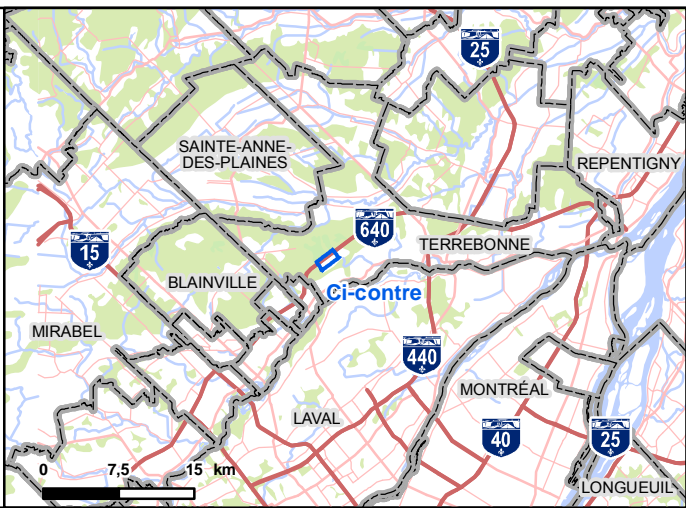 25
SAINTE-ANNE-
DES-PLAINES
REPENTIGNY
640
TERREBONNE
15
BLAINVILLE
Ci-contre
MIRABEL
440
MONTRÉAL
LAVAL
40
25
0 7,5 15 km
LONGUEUIL